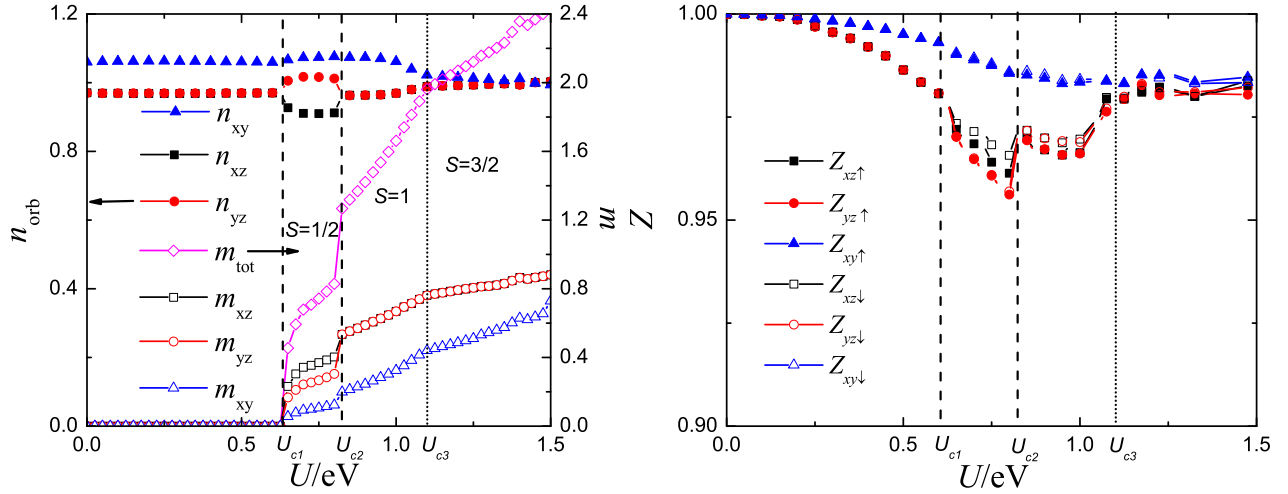 1.2
0.8
0.4
0.0
n_orb
n_xy
n_xz
n_yz
m_tot
m_xz
m_yz
m_xy
S=1/2
S=1
S=3/2
2.4
2.0
1.6
1.2
0.8
0.4
0.0
m
0.0 0.5 1.0 1.5
U_c1 U_c2 U_c3
U/eV
1.00
0.95
0.90
Z
Z_xz↑
Z_yz↑
Z_xy↑
Z_xz↓
Z_yz↓
Z_xy↓
0.0 0.5 1.0 1.5
U_c1 U_c2 U_c3
U/eV